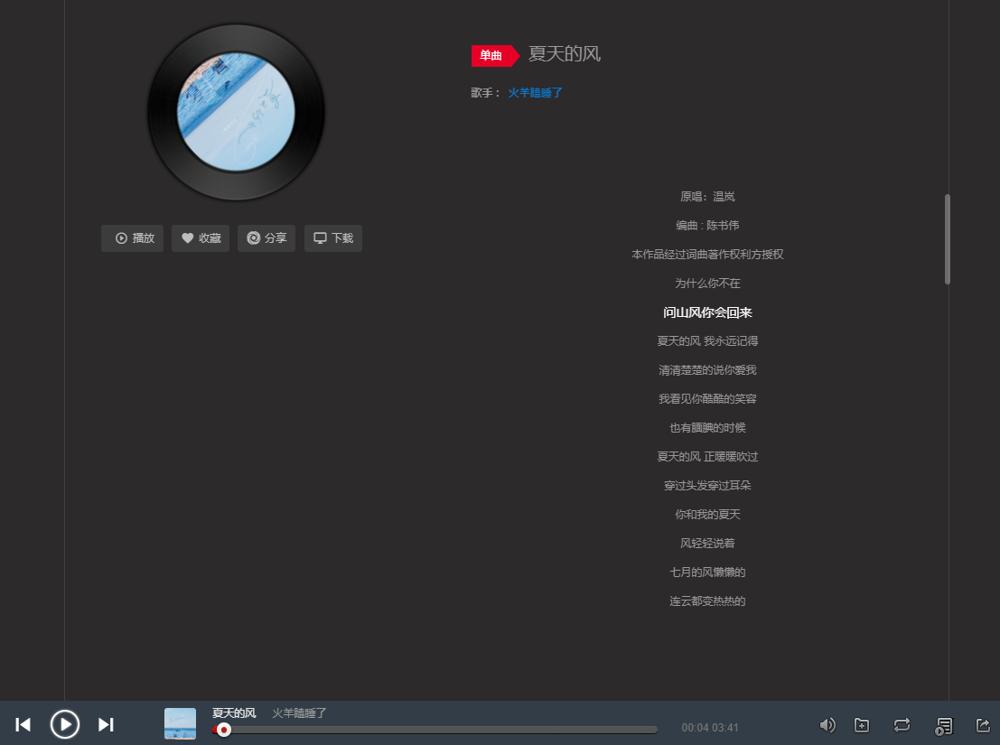 单曲 夏天的风
歌手： 火羊瞌睡了
播放 收藏 分享 下载
原唱：温岚
编曲 : 陈书伟
本作品经过词曲著作权利方授权
为什么你不在
问山风你会回来
夏天的风 我永远记得
清清楚楚的说你爱我
我看见你酷酷的笑容
也有腼腆的时候
夏天的风 正暖暖吹过
穿过头发穿过耳朵
你和我的夏天
风轻轻说着
七月的风懒懒的
连云都变热热的
夏天的风 火羊瞌睡了
00:04 03:41